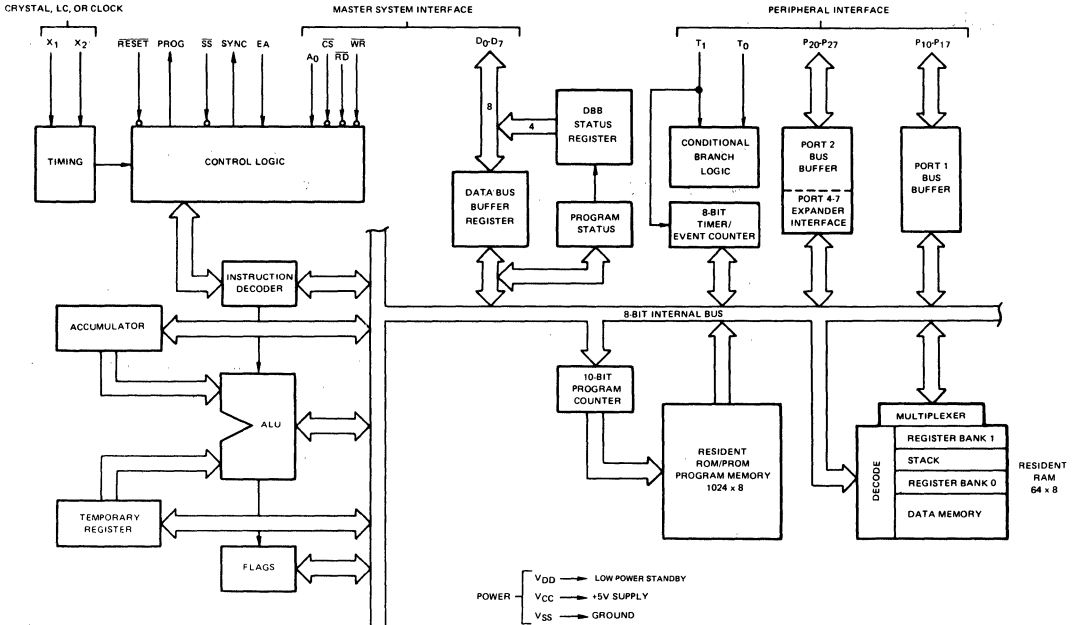 CRYSTAL, LC, OR CLOCK
MASTER SYSTEM INTERFACE
PERIPHERAL INTERFACE
X1 X2
RESET PROG SS SYNC EA
A0 CS RD WR
D0-D7
T1 T0
P20-P27
P10-P17
TIMING
CONTROL LOGIC
8
4
DBB
STATUS
REGISTER
DATA BUS
BUFFER
REGISTER
PROGRAM
STATUS
CONDITIONAL
BRANCH
LOGIC
8-BIT
TIMER/
EVENT COUNTER
PORT 2
BUS
BUFFER
PORT 4-7
EXPANDER
INTERFACE
PORT 1
BUS
BUFFER
INSTRUCTION
DECODER
8-BIT INTERNAL BUS
ACCUMULATOR
ALU
TEMPORARY
REGISTER
FLAGS
10-BIT
PROGRAM
COUNTER
RESIDENT
ROM/PROM
PROGRAM MEMORY
1024 x 8
MULTIPLEXER
DECODE
REGISTER BANK 1
STACK
REGISTER BANK 0
DATA MEMORY
RESIDENT
RAM
64 x 8
POWER
VDD LOW POWER STANDBY
VCC +5V SUPPLY
VSS GROUND